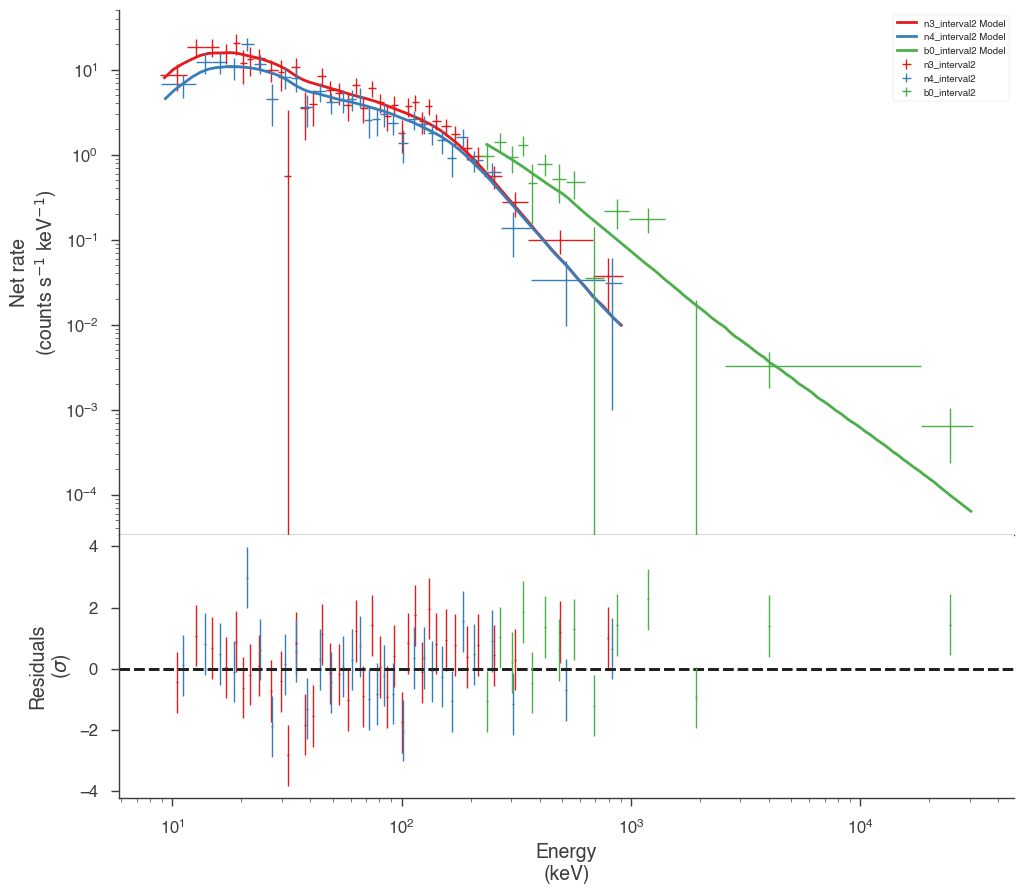 n3_interval2 Model
n4_interval2 Model
b0_interval2 Model
n3_interval2
n4_interval2
b0_interval2
10¹
10⁰
10⁻¹
10⁻²
10⁻³
10⁻⁴
Net rate
(counts s⁻¹ keV⁻¹)
4
2
0
−2
−4
Residuals
(σ)
10¹ 10² 10³ 10⁴
Energy
(keV)